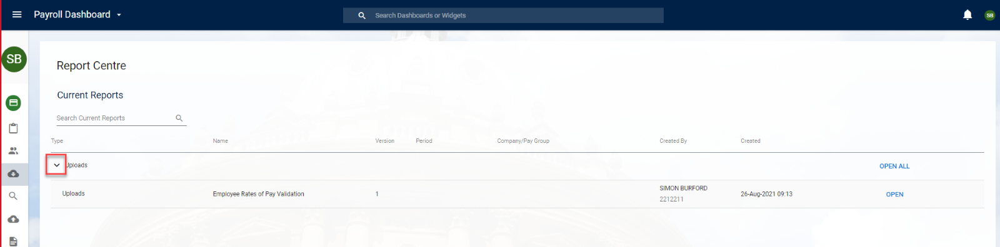 Payroll Dashboard
Search Dashboards or Widgets
SB
SB
Report Centre
Current Reports
Search Current Reports
Type Name Version Period Company/Pay Group Created By Created
Uploads OPEN ALL
Uploads Employee Rates of Pay Validation 1 SIMON BURFORD 26-Aug-2021 09:13 OPEN
2212211